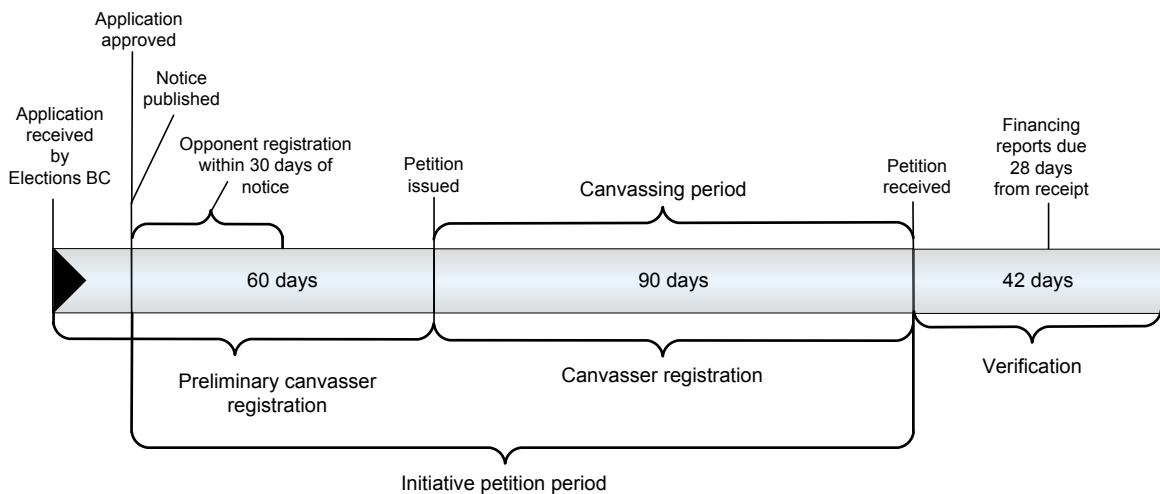 Application
approved
Notice
published
Application
received
by
Elections BC
Opponent registration
within 30 days of
notice
Petition
issued
Canvassing period
Petition
received
Financing
reports due
28 days
from receipt
60 days
90 days
42 days
Preliminary canvasser
registration
Canvasser registration
Verification
Initiative petition period